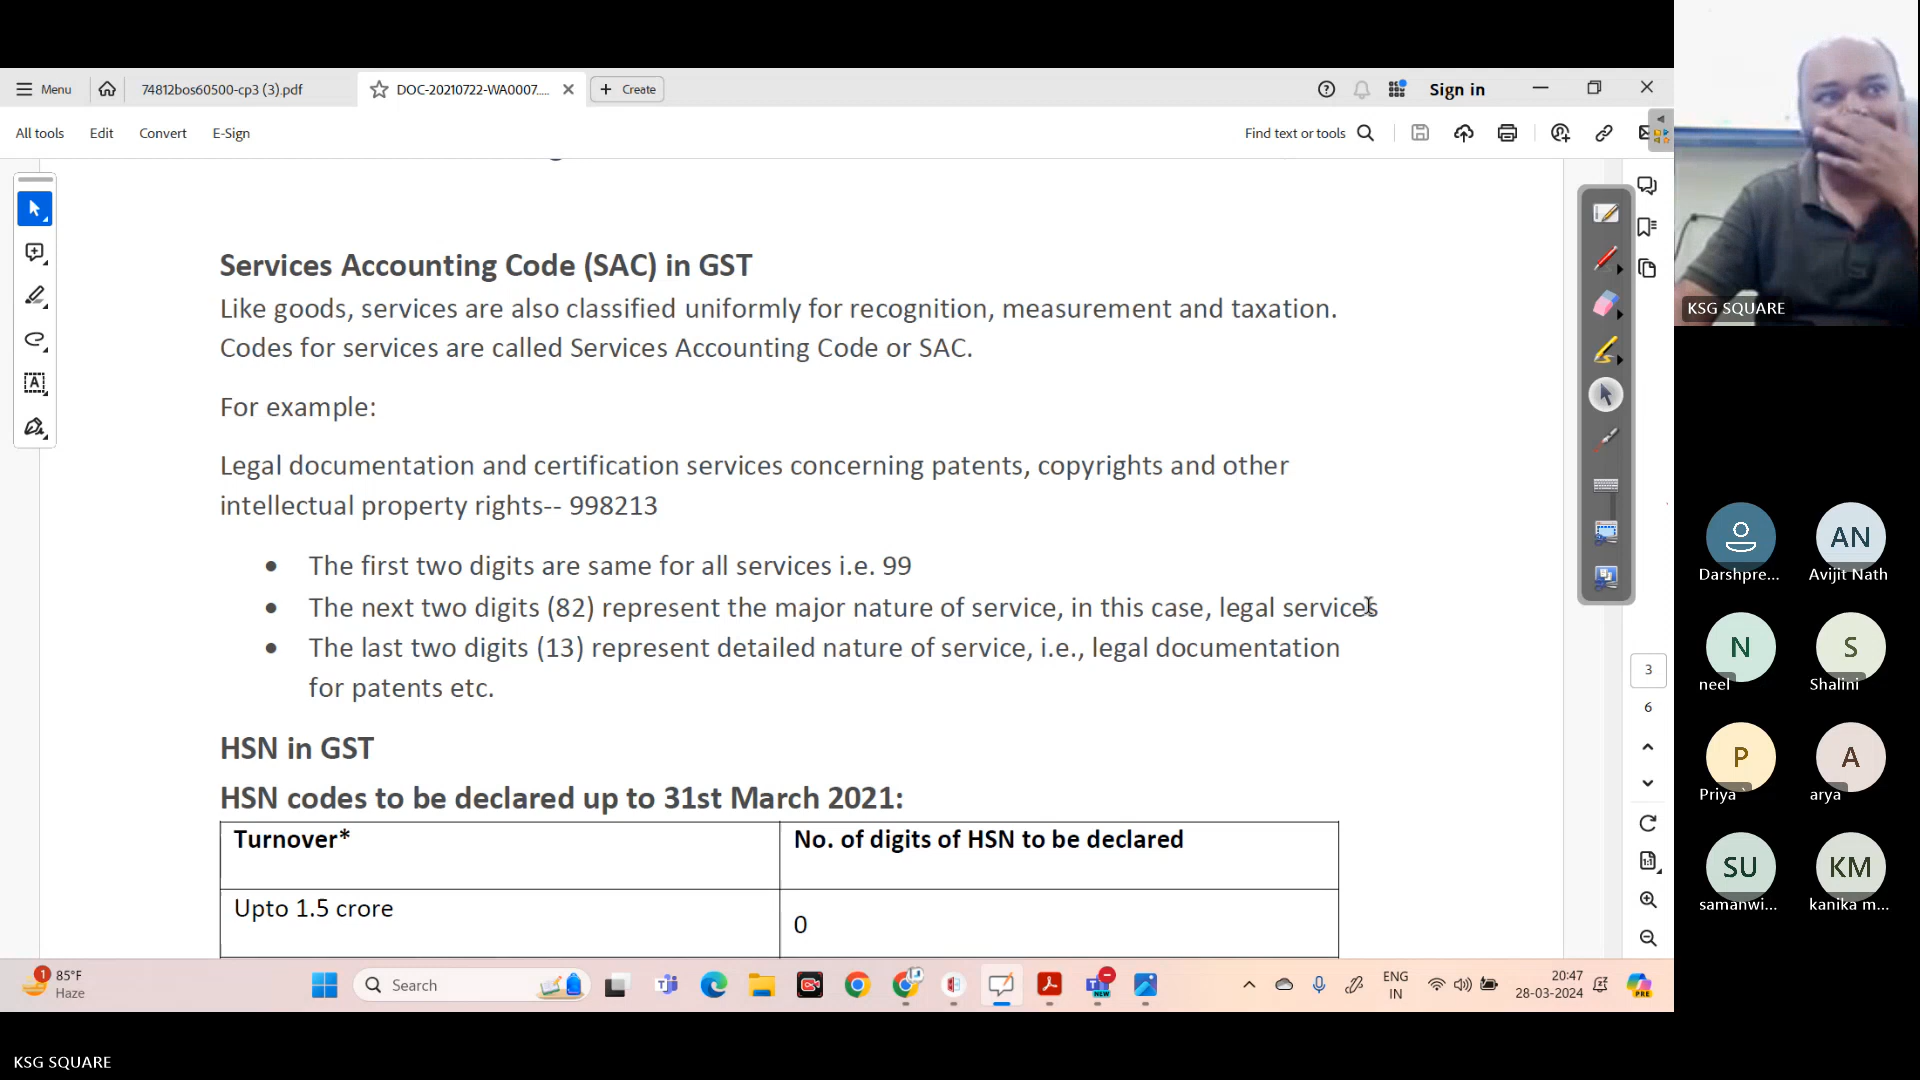 Menu
74812bos60500-cp3 (3).pdf
DOC-20210722-WA0007....
Create
Sign in
All tools
Edit
Convert
E-Sign
Find text or tools
Services Accounting Code (SAC) in GST
Like goods, services are also classified uniformly for recognition, measurement and taxation.
Codes for services are called Services Accounting Code or SAC.
For example:
Legal documentation and certification services concerning patents, copyrights and other
intellectual property rights-- 998213
• The first two digits are same for all services i.e. 99
• The next two digits (82) represent the major nature of service, in this case, legal services
• The last two digits (13) represent detailed nature of service, i.e., legal documentation
for patents etc.
HSN in GST
HSN codes to be declared up to 31st March 2021:
Turnover*
No. of digits of HSN to be declared
Upto 1.5 crore
0
3
6
1:1
KSG SQUARE
AN
Darshpre...
Avijit Nath
N
S
neel
Shalini
P
A
Priya `
arya
SU
KM
samanwi...
kanika m...
1
85°F
Haze
Search
NEW
ENG
IN
20:47
28-03-2024
PRE
KSG SQUARE